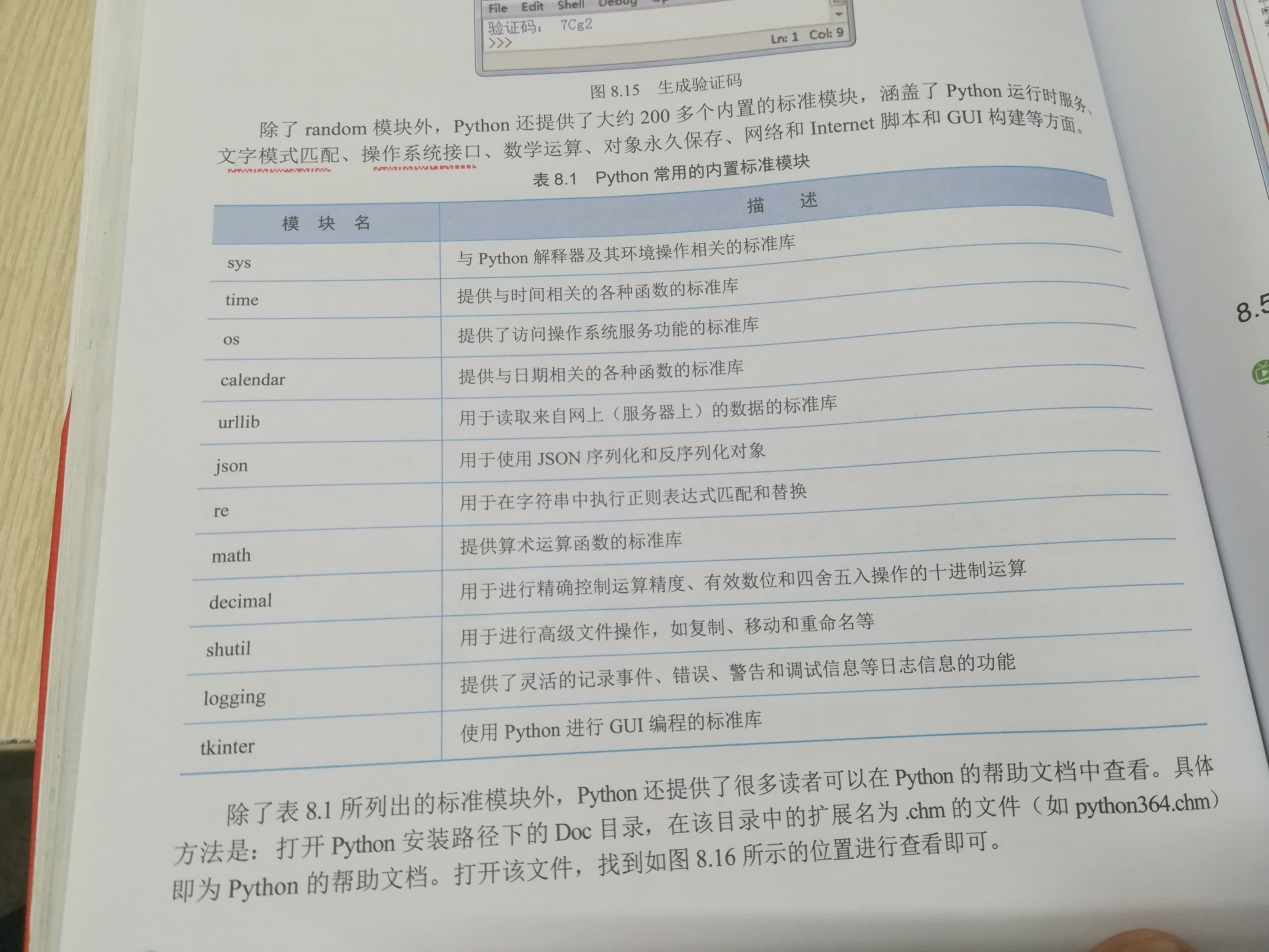 File Edit Shell Debug
验证码： 7Cg2
>>>
Ln: 1 Col: 9
图 8.15 生成验证码
除了 random 模块外，Python 还提供了大约 200 多个内置的标准模块，涵盖了 Python 运行时服务、
文字模式匹配、操作系统接口、数学运算、对象永久保存、网络和 Internet 脚本和 GUI 构建等方面。
表 8.1 Python 常用的内置标准模块
模 块 名 描 述
sys 与 Python 解释器及其环境操作相关的标准库
time 提供与时间相关的各种函数的标准库
os 提供了访问操作系统服务功能的标准库
calendar 提供与日期相关的各种函数的标准库
urllib 用于读取来自网上（服务器上）的数据的标准库
json 用于使用 JSON 序列化和反序列化对象
re 用于在字符串中执行正则表达式匹配和替换
math 提供算术运算函数的标准库
decimal 用于进行精确控制运算精度、有效数位和四舍五入操作的十进制运算
shutil 用于进行高级文件操作，如复制、移动和重命名等
logging 提供了灵活的记录事件、错误、警告和调试信息等日志信息的功能
tkinter 使用 Python 进行 GUI 编程的标准库
除了表 8.1 所列出的标准模块外，Python 还提供了很多读者可以在 Python 的帮助文档中查看。具体
方法是：打开 Python 安装路径下的 Doc 目录，在该目录中的扩展名为 .chm 的文件（如 python364.chm）
即为 Python 的帮助文档。打开该文件，找到如图 8.16 所示的位置进行查看即可。
8.5